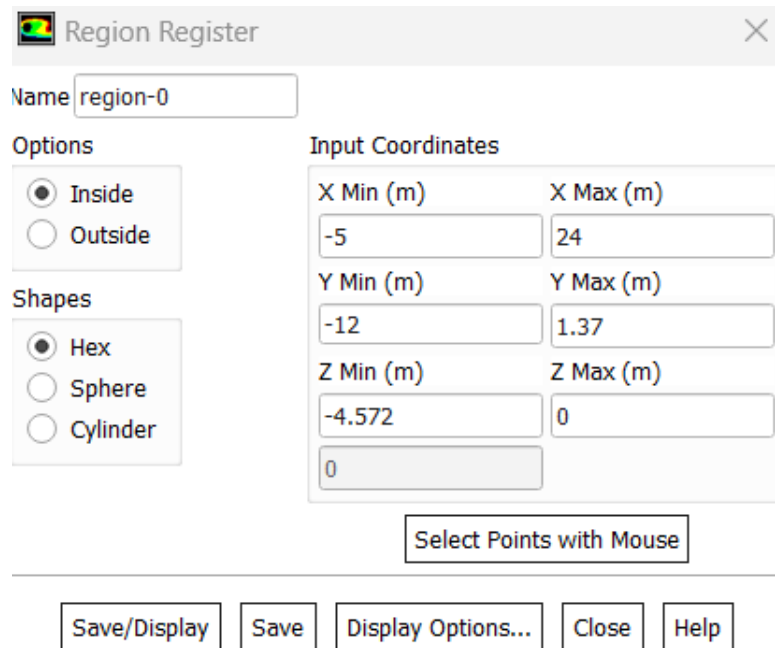 Region Register
Name region-0
Options
Inside
Outside
Shapes
Hex
Sphere
Cylinder
Input Coordinates
X Min (m) X Max (m)
-5 24
Y Min (m) Y Max (m)
-12 1.37
Z Min (m) Z Max (m)
-4.572 0
0
Select Points with Mouse
Save/Display Save Display Options... Close Help